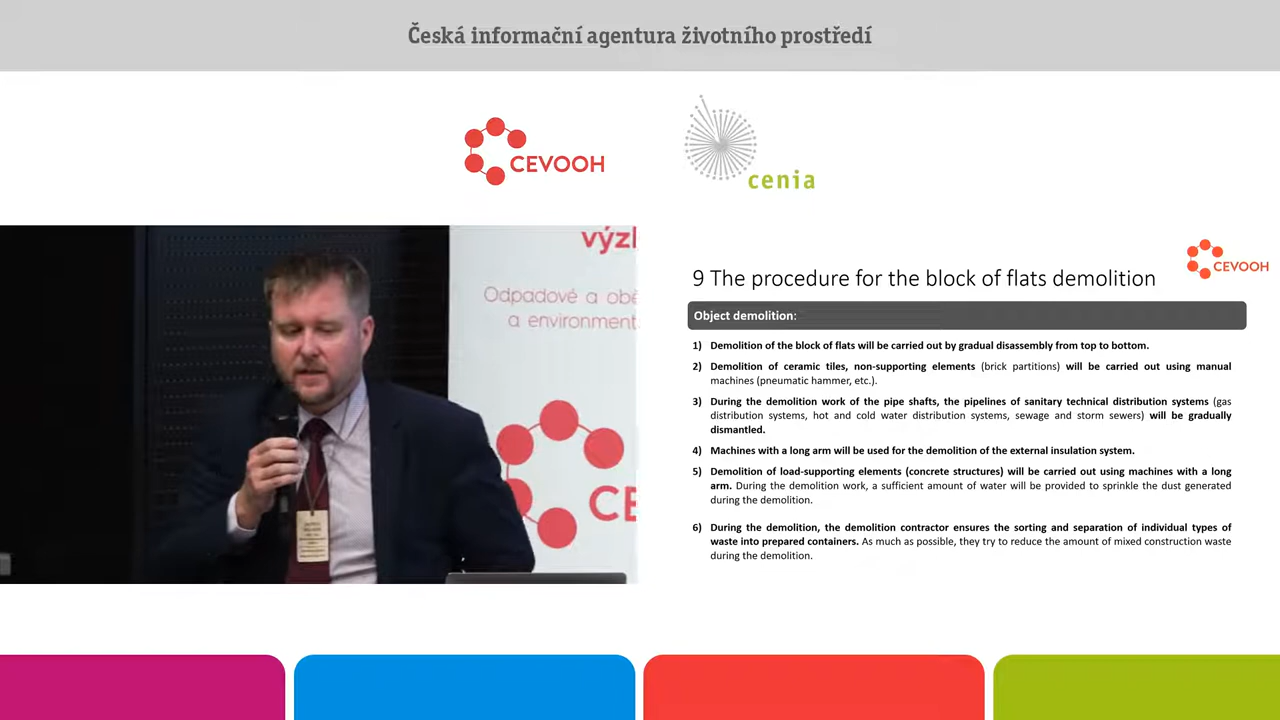 Česká informační agentura životního prostředí
CEVOOH
cenia
výzl
Odpadové a obě
a environment
CE
CEVOOH
9 The procedure for the block of flats demolition
Object demolition:
1) Demolition of the block of flats will be carried out by gradual disassembly from top to bottom.
2) Demolition of ceramic tiles, non-supporting elements (brick partitions) will be carried out using manual
machines (pneumatic hammer, etc.).
3) During the demolition work of the pipe shafts, the pipelines of sanitary technical distribution systems (gas
distribution systems, hot and cold water distribution systems, sewage and storm sewers) will be gradually
dismantled.
4) Machines with a long arm will be used for the demolition of the external insulation system.
5) Demolition of load-supporting elements (concrete structures) will be carried out using machines with a long
arm. During the demolition work, a sufficient amount of water will be provided to sprinkle the dust generated
during the demolition.
6) During the demolition, the demolition contractor ensures the sorting and separation of individual types of
waste into prepared containers. As much as possible, they try to reduce the amount of mixed construction waste
during the demolition.